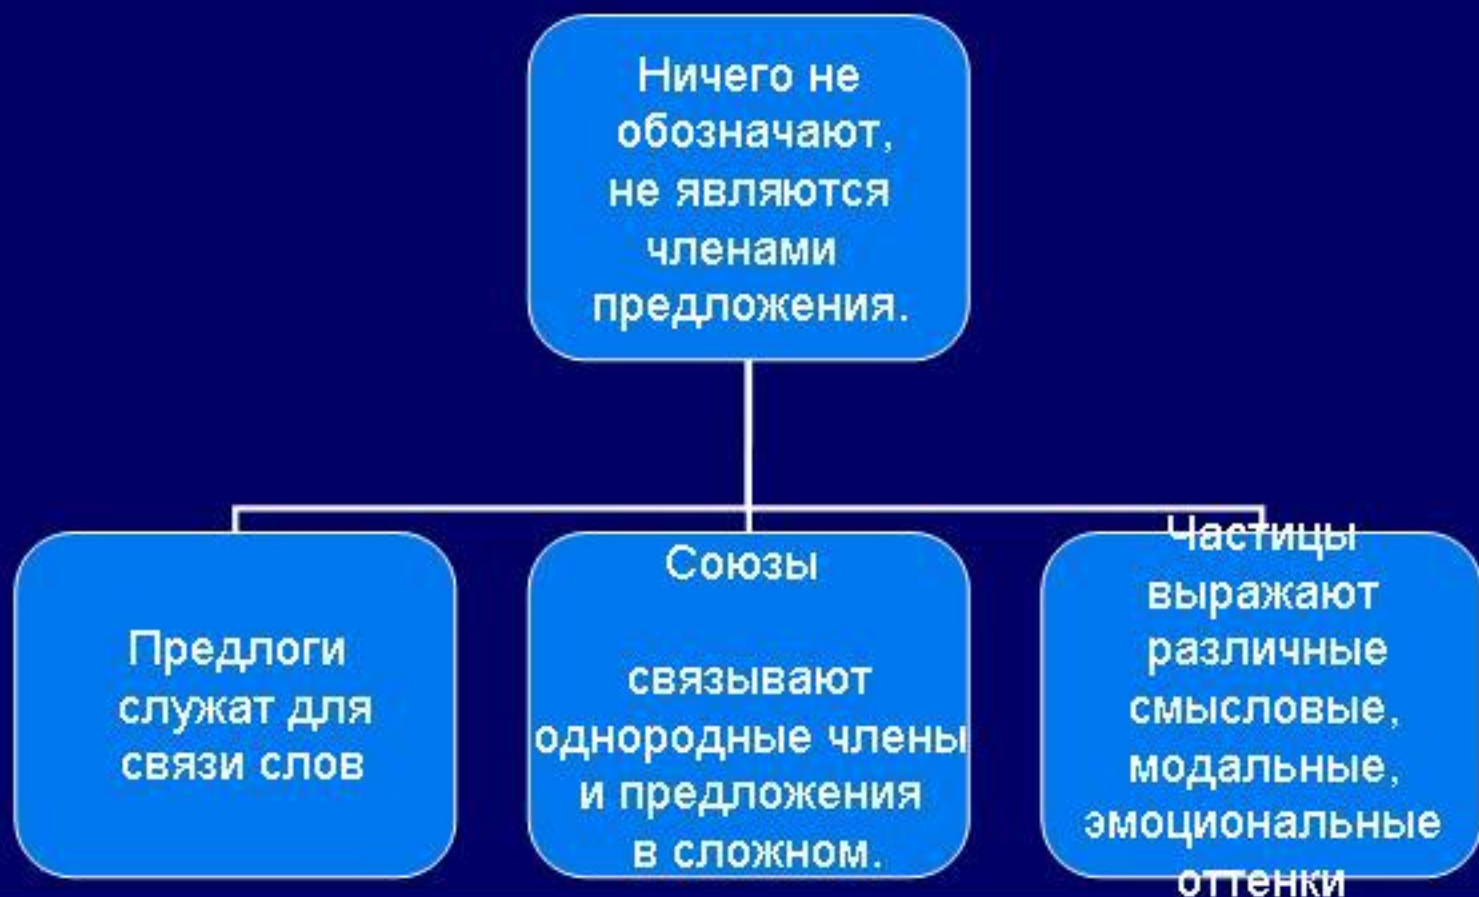 Ничего не
обозначают,
не являются
членами
предложения.
Предлоги
служат для
связи слов
Союзы
связывают
однородные члены
и предложения
в сложном.
Частицы
выражают
различные
смысловые,
модальные,
эмоциональные
оттенки